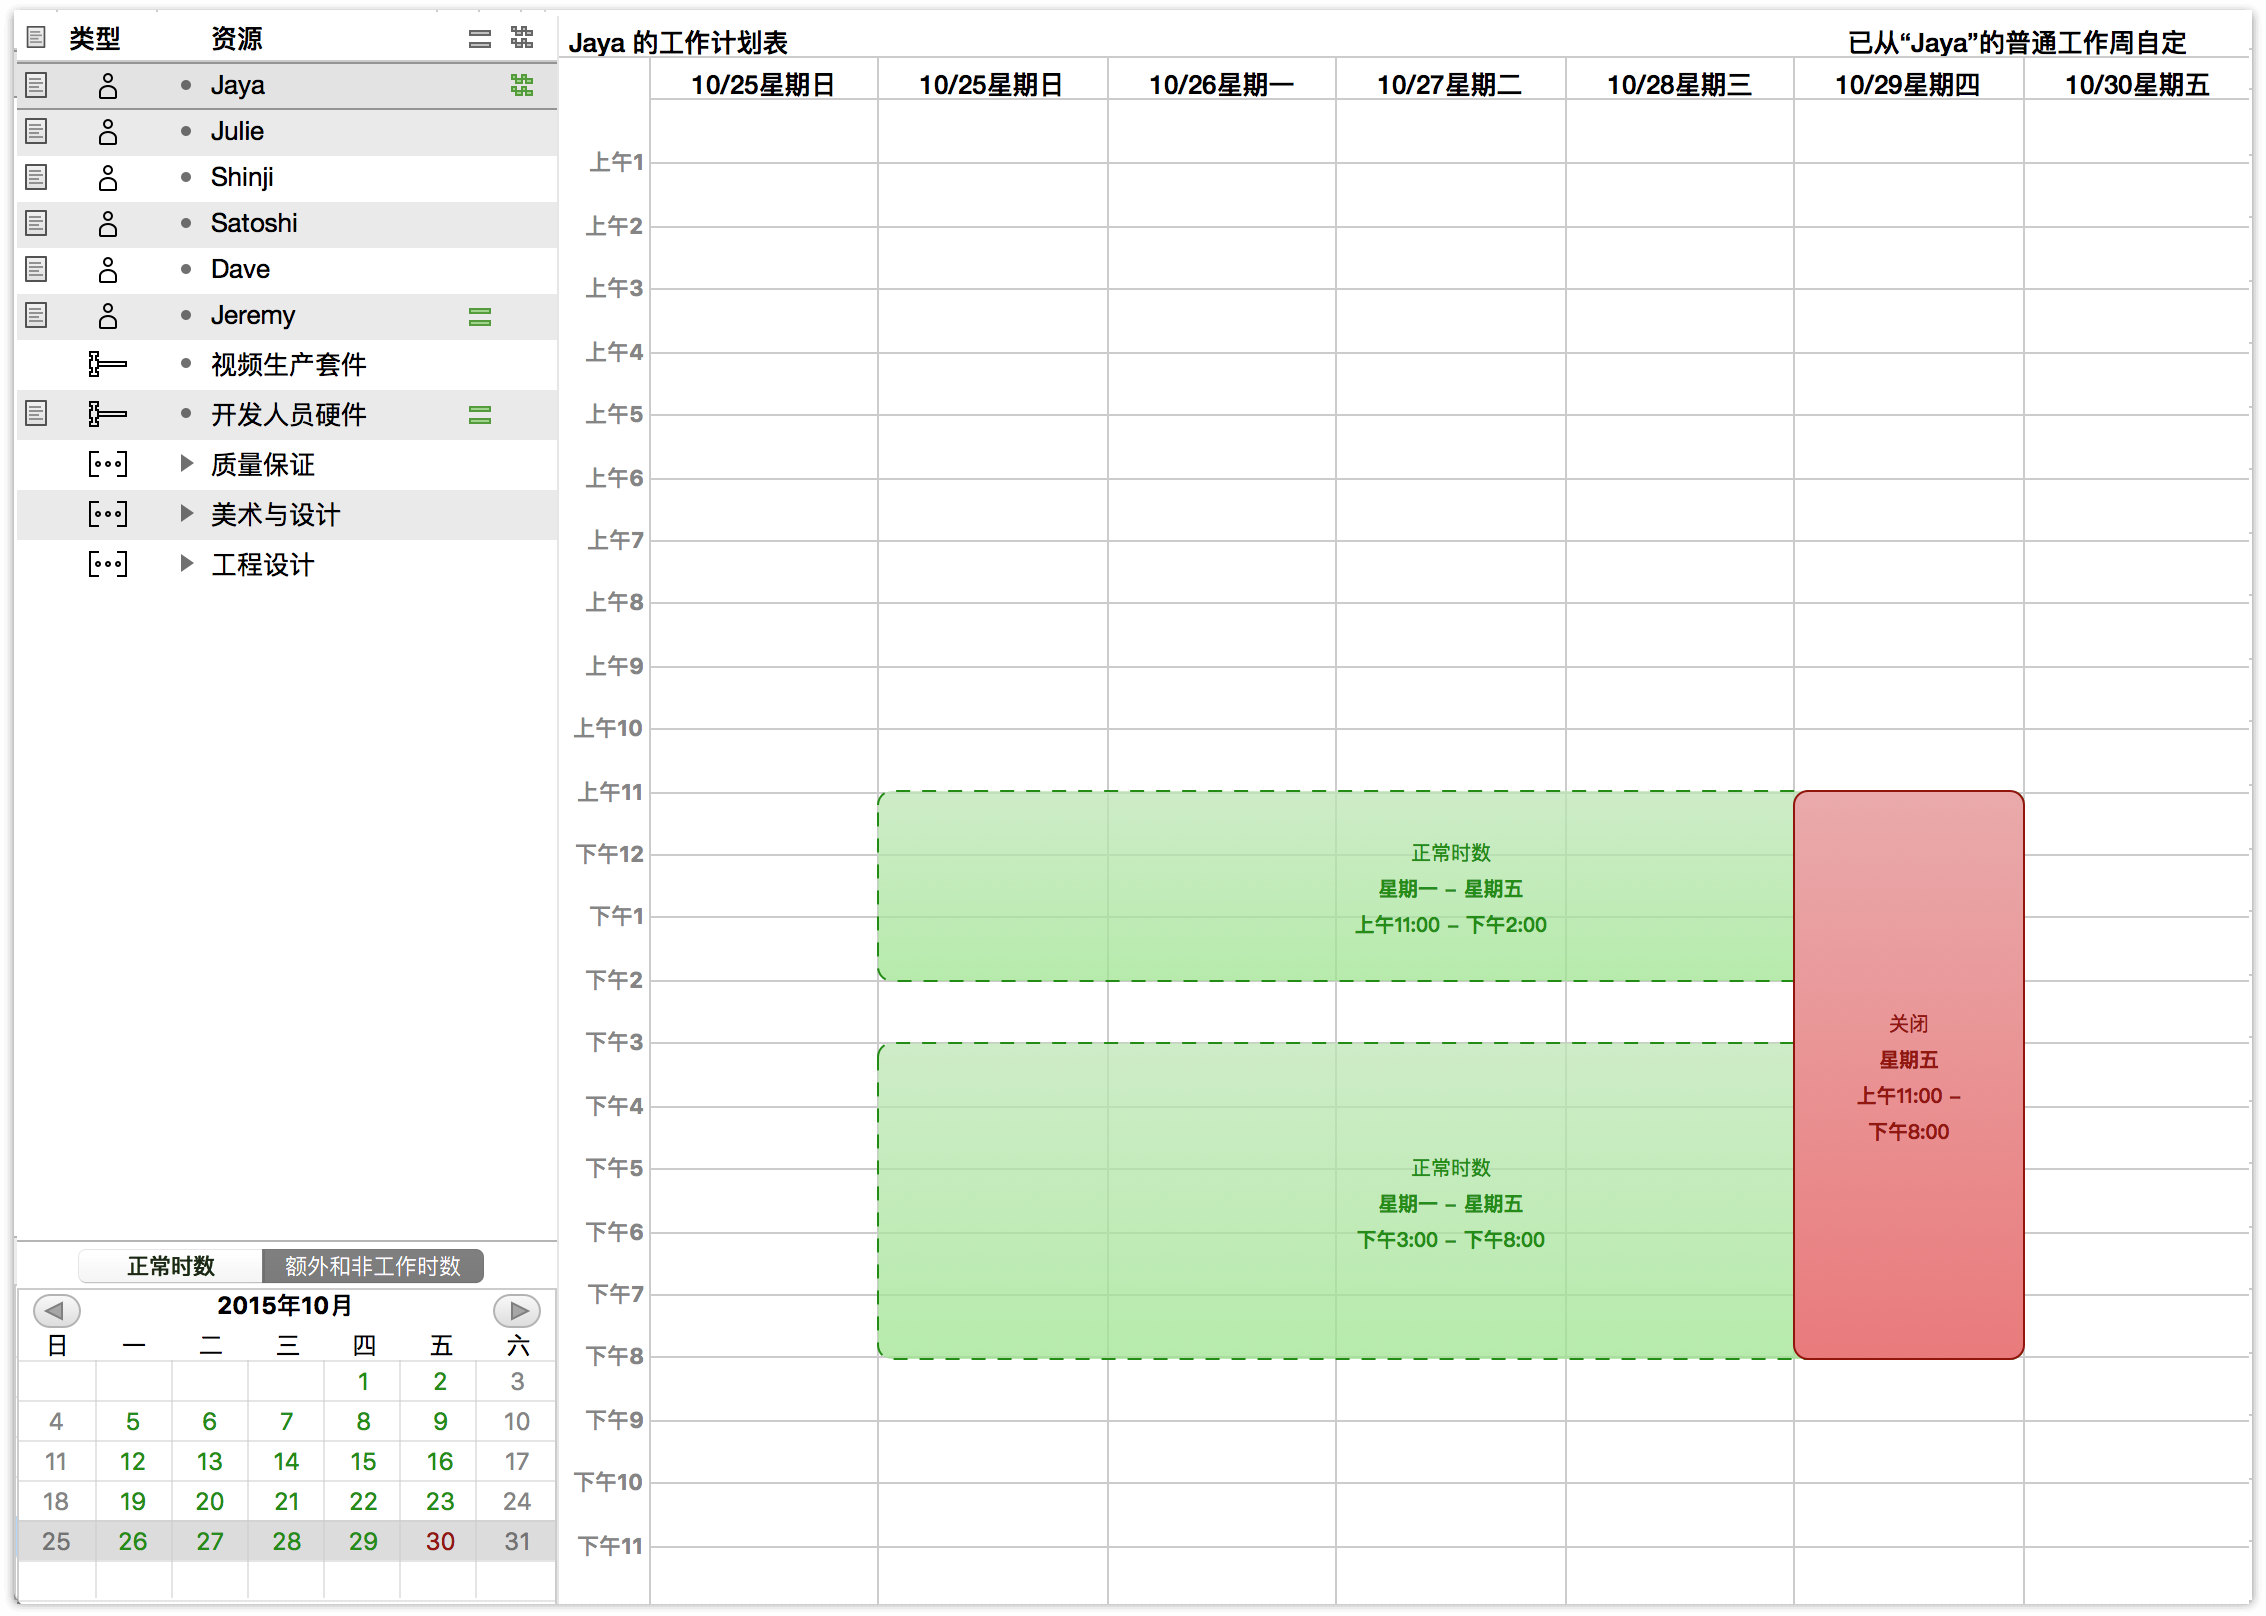 类型 资源
Jaya
Julie
Shinji
Satoshi
Dave
Jeremy
视频生产套件
开发人员硬件
质量保证
美术与设计
工程设计
正常时数 额外和非工作时数
2015年10月
日 一 二 三 四 五 六
1 2 3
4 5 6 7 8 9 10
11 12 13 14 15 16 17
18 19 20 21 22 23 24
25 26 27 28 29 30 31
Jaya 的工作计划表 已从“Jaya”的普通工作周自定
10/25星期日 10/25星期日 10/26星期一 10/27星期二 10/28星期三 10/29星期四 10/30星期五
上午1
上午2
上午3
上午4
上午5
上午6
上午7
上午8
上午9
上午10
上午11
下午12
下午1
下午2
下午3
下午4
下午5
下午6
下午7
下午8
下午9
下午10
下午11
正常时数
星期一 – 星期五
上午11:00 – 下午2:00
正常时数
星期一 – 星期五
下午3:00 – 下午8:00
关闭
星期五
上午11:00 –
下午8:00